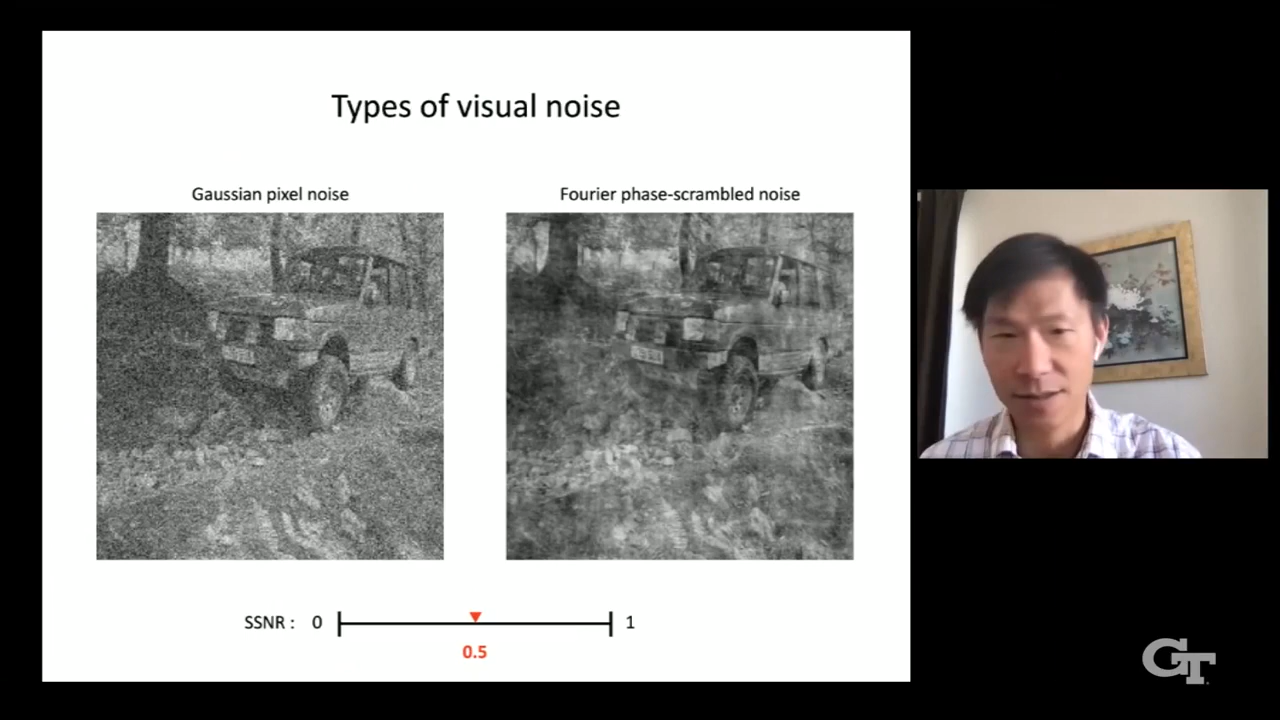 Types of visual noise
Gaussian pixel noise
Fourier phase-scrambled noise
SSNR : 0 1
0.5
GT